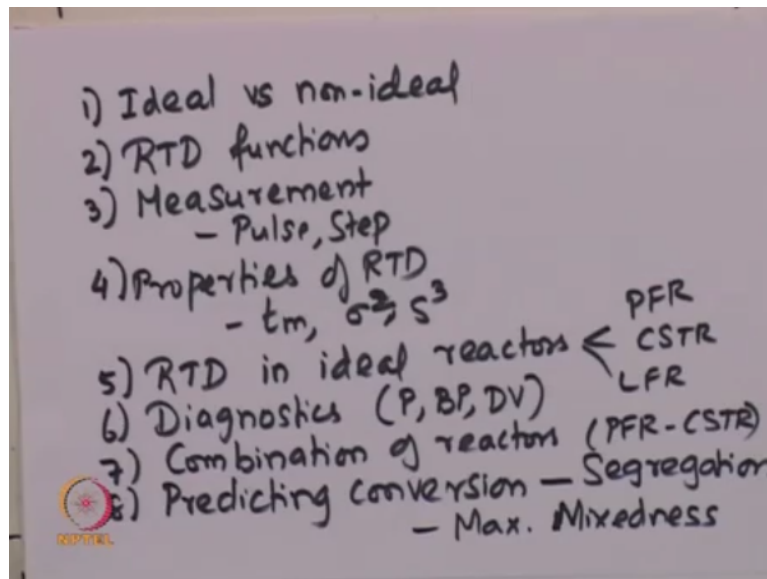 1) Ideal vs non-ideal
2) RTD functions
3) Measurement
- Pulse, Step
4) Properties of RTD
- tm, σ², s³
5) RTD in ideal reactors < PFR CSTR LFR
6) Diagnostics (P, BP, DV)
7) Combination of reactors (PFR-CSTR)
8) Predicting conversion - Segregation
- Max. Mixedness
NPTEL